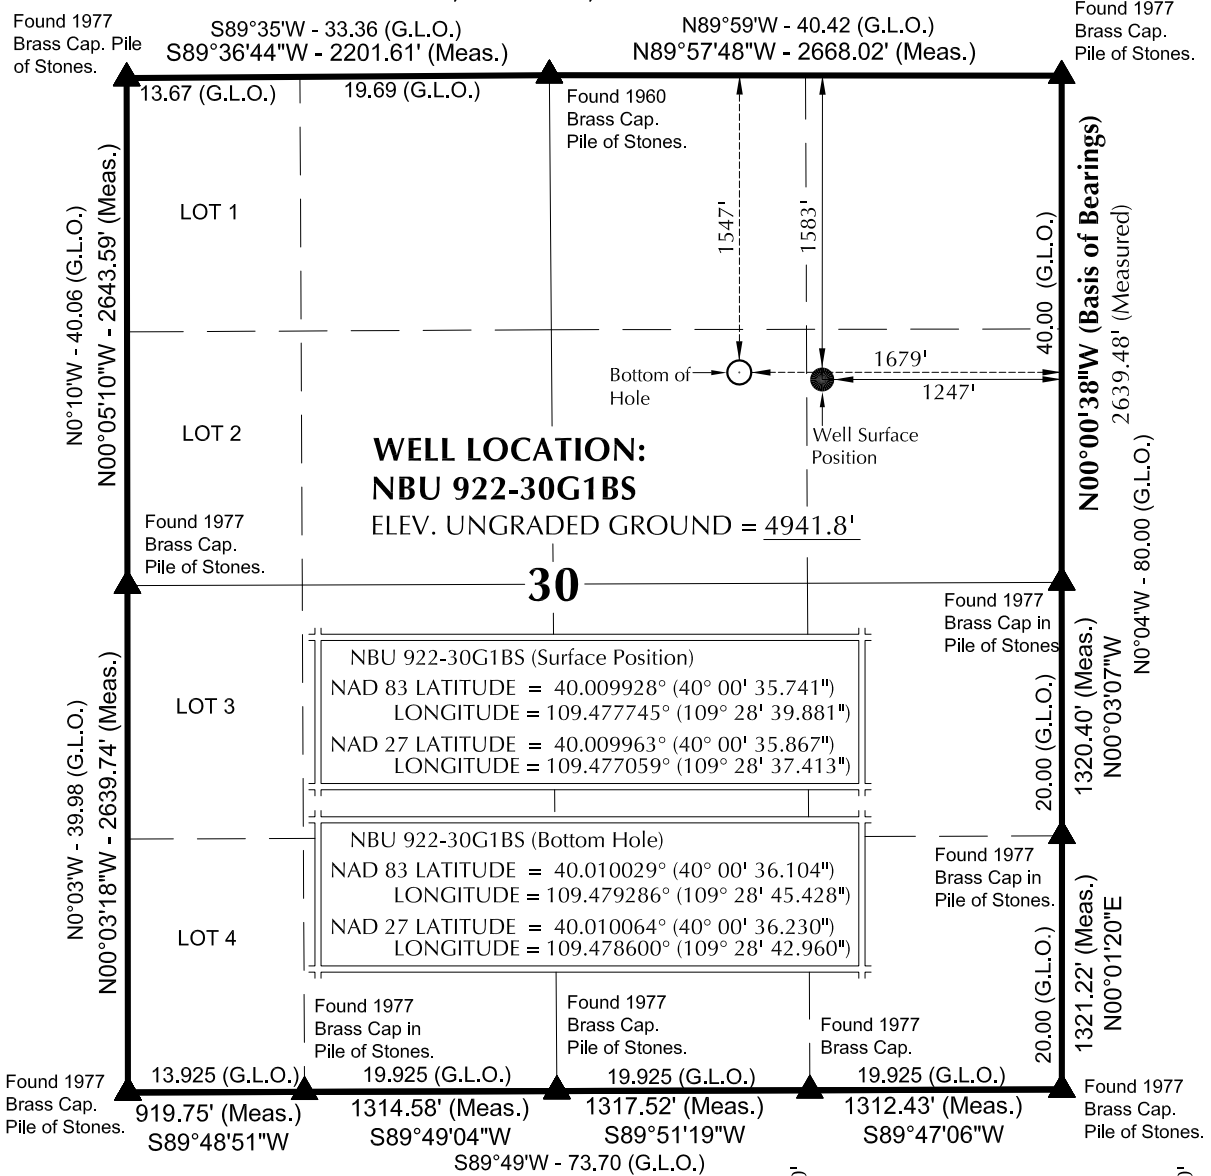 Found 1977
Brass Cap. Pile
of Stones.
S89°35'W - 33.36 (G.L.O.)
S89°36'44"W - 2201.61' (Meas.)
N89°59'W - 40.42 (G.L.O.)
N89°57'48"W - 2668.02' (Meas.)
Found 1977
Brass Cap.
Pile of Stones.
13.67 (G.L.O.)
19.69 (G.L.O.)
Found 1960
Brass Cap.
Pile of Stones.
N0°10'W - 40.06 (G.L.O.)
N00°05'10"W - 2643.59' (Meas.)
LOT 1
1547'
1583'
40.00 (G.L.O.)
N00°00'38"W (Basis of Bearings)
2639.48' (Measured)
N0°04'W - 80.00 (G.L.O.)
1679'
1247'
Bottom of
Hole
Well Surface
Position
LOT 2
WELL LOCATION:
NBU 922-30G1BS
ELEV. UNGRADED GROUND = 4941.8'
Found 1977
Brass Cap.
Pile of Stones.
30
Found 1977
Brass Cap in
Pile of Stones
N0°03'W - 39.98 (G.L.O.)
N00°03'18"W - 2639.74' (Meas.)
LOT 3
NBU 922-30G1BS (Surface Position)
NAD 83 LATITUDE = 40.009928° (40° 00' 35.741")
LONGITUDE = 109.477745° (109° 28' 39.881")
NAD 27 LATITUDE = 40.009963° (40° 00' 35.867")
LONGITUDE = 109.477059° (109° 28' 37.413")
20.00 (G.L.O.)
1320.40' (Meas.)
N00°03'07"W
NBU 922-30G1BS (Bottom Hole)
NAD 83 LATITUDE = 40.010029° (40° 00' 36.104")
LONGITUDE = 109.479286° (109° 28' 45.428")
NAD 27 LATITUDE = 40.010064° (40° 00' 36.230")
LONGITUDE = 109.478600° (109° 28' 42.960")
Found 1977
Brass Cap in
Pile of Stones.
LOT 4
20.00 (G.L.O.)
1321.22' (Meas.)
N00°01'20"E
Found 1977
Brass Cap in
Pile of Stones.
Found 1977
Brass Cap.
Pile of Stones.
Found 1977
Brass Cap.
Found 1977
Brass Cap.
Pile of Stones.
13.925 (G.L.O.)
19.925 (G.L.O.)
19.925 (G.L.O.)
19.925 (G.L.O.)
Found 1977
Brass Cap.
Pile of Stones.
919.75' (Meas.)
S89°48'51"W
1314.58' (Meas.)
S89°49'04"W
1317.52' (Meas.)
S89°51'19"W
1312.43' (Meas.)
S89°47'06"W
S89°49'W - 73.70 (G.L.O.)